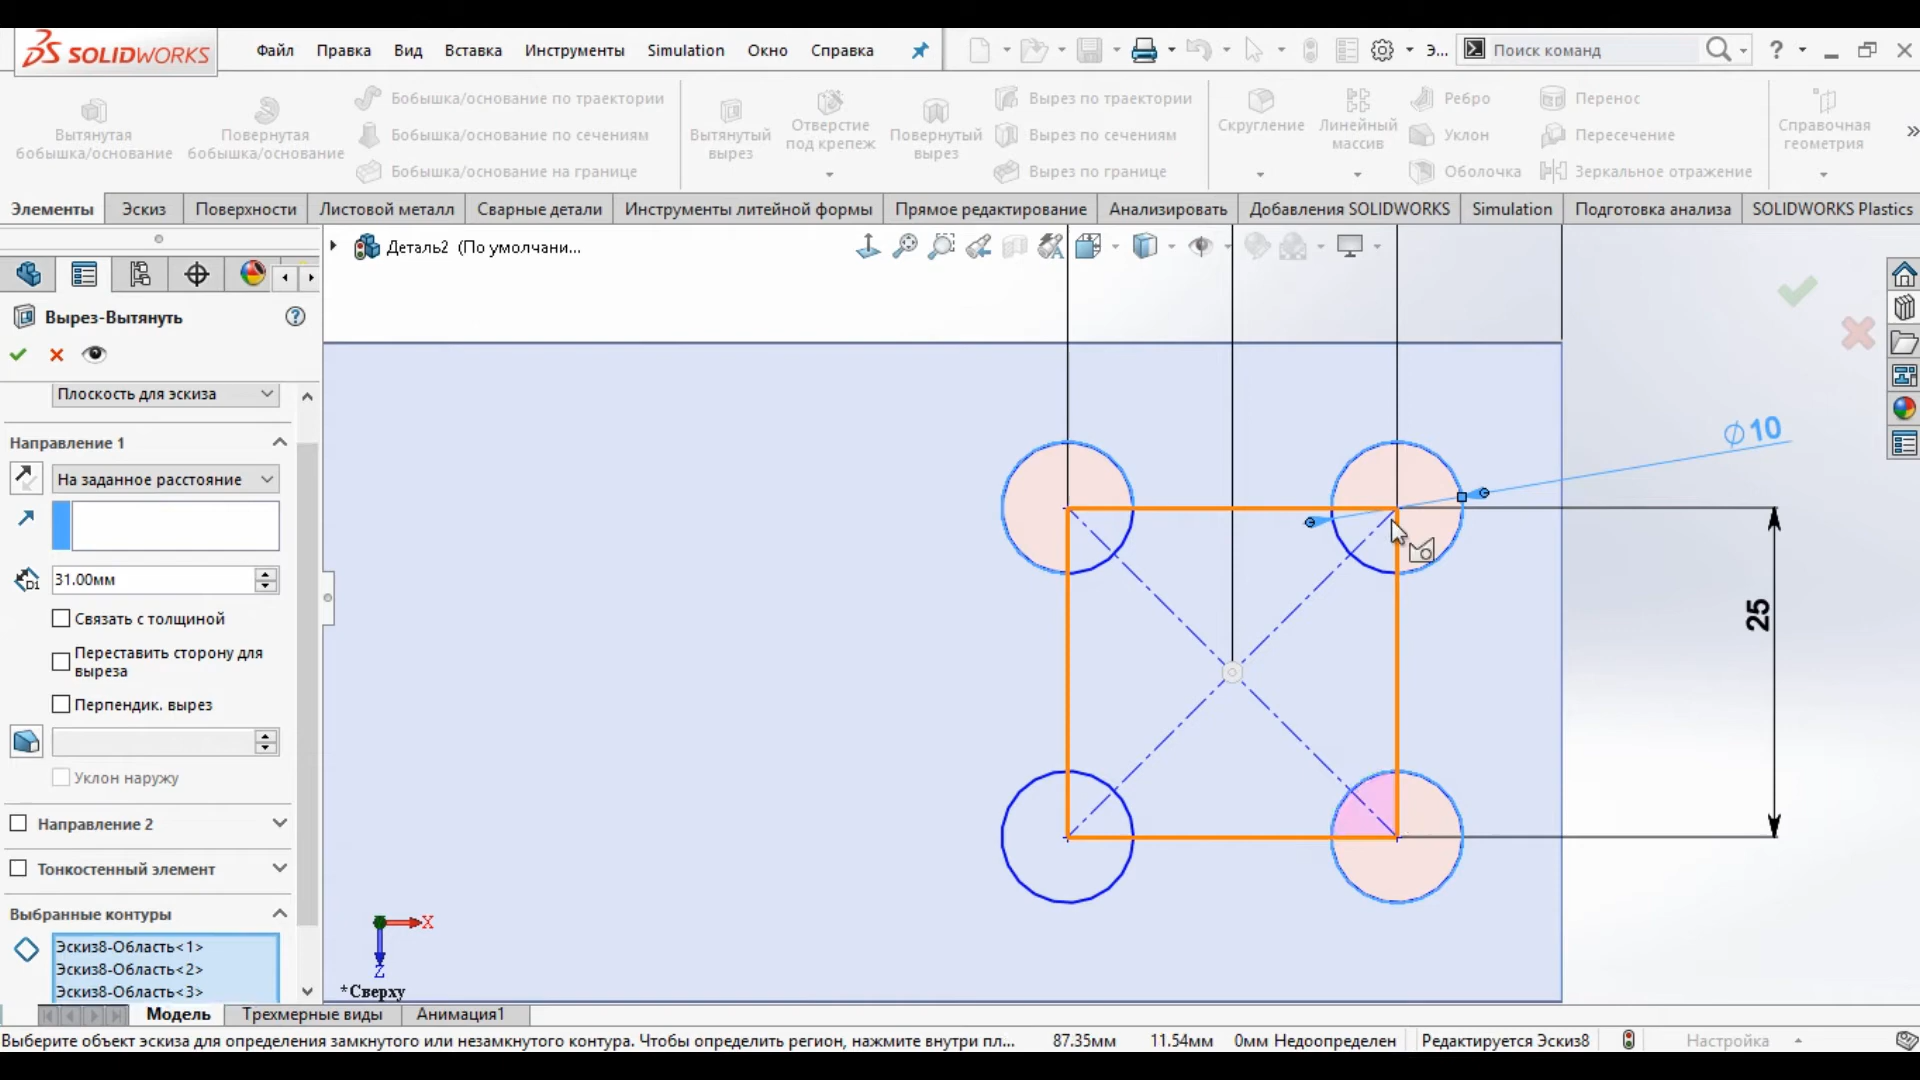 SOLIDWORKS Файл Правка Вид Вставка Инструменты Simulation Окно Справка Э... Поиск команд ?
Вытянутая бобышка/основание
Повернутая бобышка/основание
Бобышка/основание по траектории
Бобышка/основание по сечениям
Бобышка/основание на границе
Вытянутый вырез
Отверстие под крепеж
Повернутый вырез
Вырез по траектории
Вырез по сечениям
Вырез по границе
Скругление
Линейный массив
Ребро
Уклон
Оболочка
Перенос
Пересечение
Зеркальное отражение
Справочная геометрия
»
Элементы Эскиз Поверхности Листовой металл Сварные детали Инструменты литейной формы Прямое редактирование Анализировать Добавления SOLIDWORKS Simulation Подготовка анализа SOLIDWORKS Plastics
Деталь2 (По умолчани...
Вырез-Вытянуть
Плоскость для эскиза
Направление 1
На заданное расстояние
D1
31.00мм
Связать с толщиной
Переставить сторону для
выреза
Перпендик. вырез
Уклон наружу
Направление 2
Тонкостенный элемент
Выбранные контуры
Эскиз8-Область<1>
Эскиз8-Область<2>
Эскиз8-Область<3>
∅10
25
X
Z
*Сверху
Модель Трехмерные виды Анимация1
Выберите объект эскиза для определения замкнутого или незамкнутого контура. Чтобы определить регион, нажмите внутри пл... 87.35мм 11.54мм 0мм Недоопределен Редактируется Эскиз8 Настройка